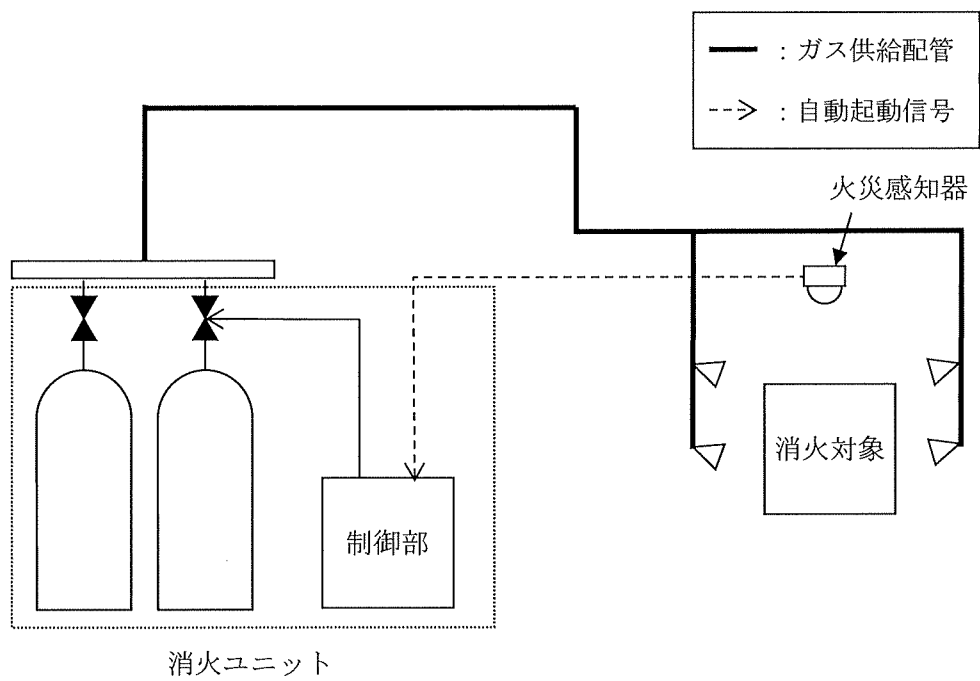 ：ガス供給配管
：自動起動信号
火災感知器
消火対象
制御部
消火ユニット